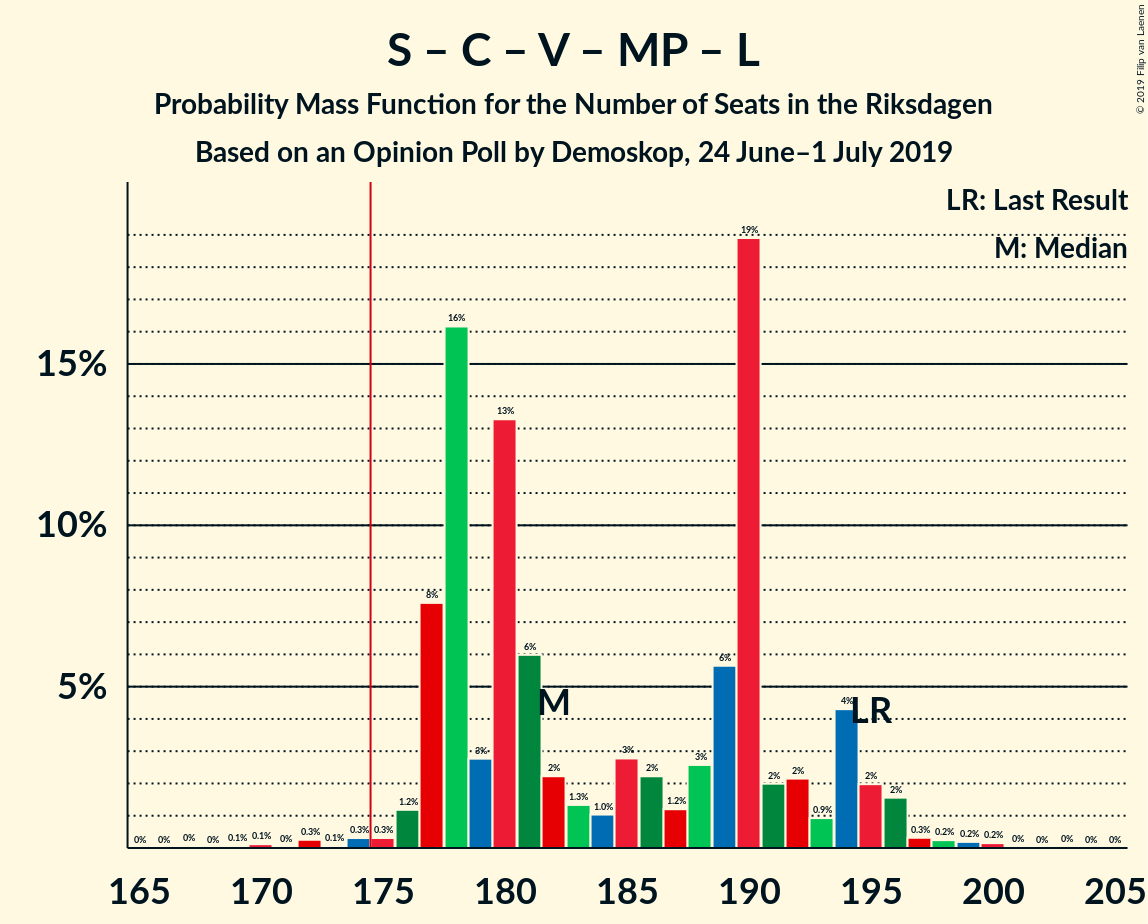 S – C – V – MP – L
Probability Mass Function for the Number of Seats in the Riksdagen
Based on an Opinion Poll by Demoskop, 24 June–1 July 2019
© 2019 Filip van Laenen
LR: Last Result
M: Median
15%
10%
5%
0% 0% 0% 0% 0.1% 0.1% 0% 0.3% 0.1% 0.3% 0.3% 1.2% 8% 16% 3% 13% 6% 2% 1.3% 1.0% 3% 2% 1.2% 3% 6% 19% 2% 2% 0.9% 4% 2% 2% 0.3% 0.2% 0.2% 0.2% 0% 0% 0% 0% 0%
M
LR
165 170 175 180 185 190 195 200 205